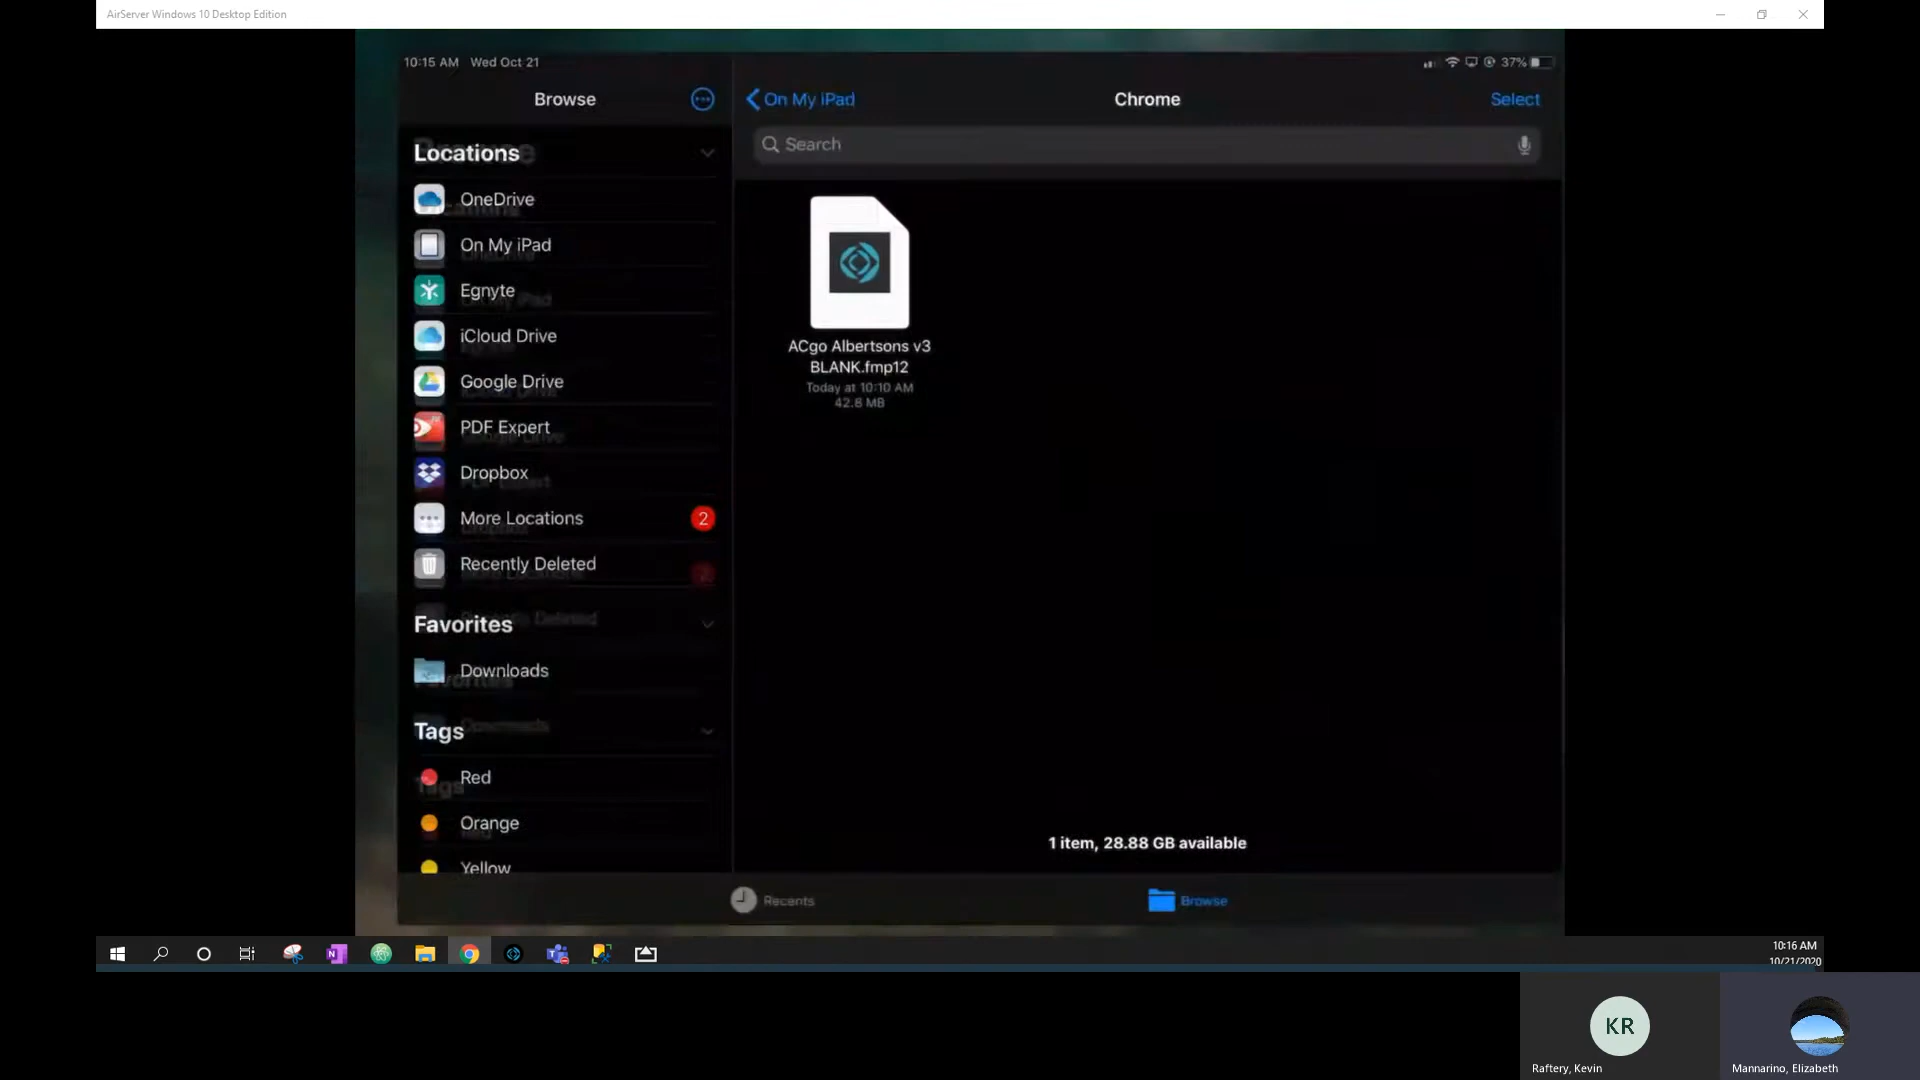 AirServer Windows 10 Desktop Edition
10:15 AM Wed Oct 21
37%
Browse
On My iPad
Chrome
Select
Search
Locations
OneDrive
On My iPad
Egnyte
iCloud Drive
Google Drive
PDF Expert
Dropbox
More Locations
2
Recently Deleted
Favorites
Downloads
Tags
Red
Orange
Yellow
ACgo Albertsons v3
BLANK.fmp12
Today at 10:10 AM
42.8 MB
1 item, 28.88 GB available
Recents
Browse
10:16 AM
10/21/2020
KR
Raftery, Kevin
Mannarino, Elizabeth